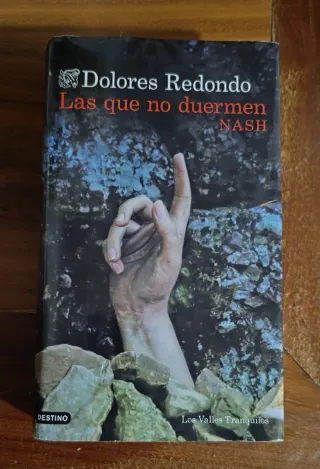 Dolores Redondo
Las que no duermen
NASH
Los Valles Tranquilos
DESTINO